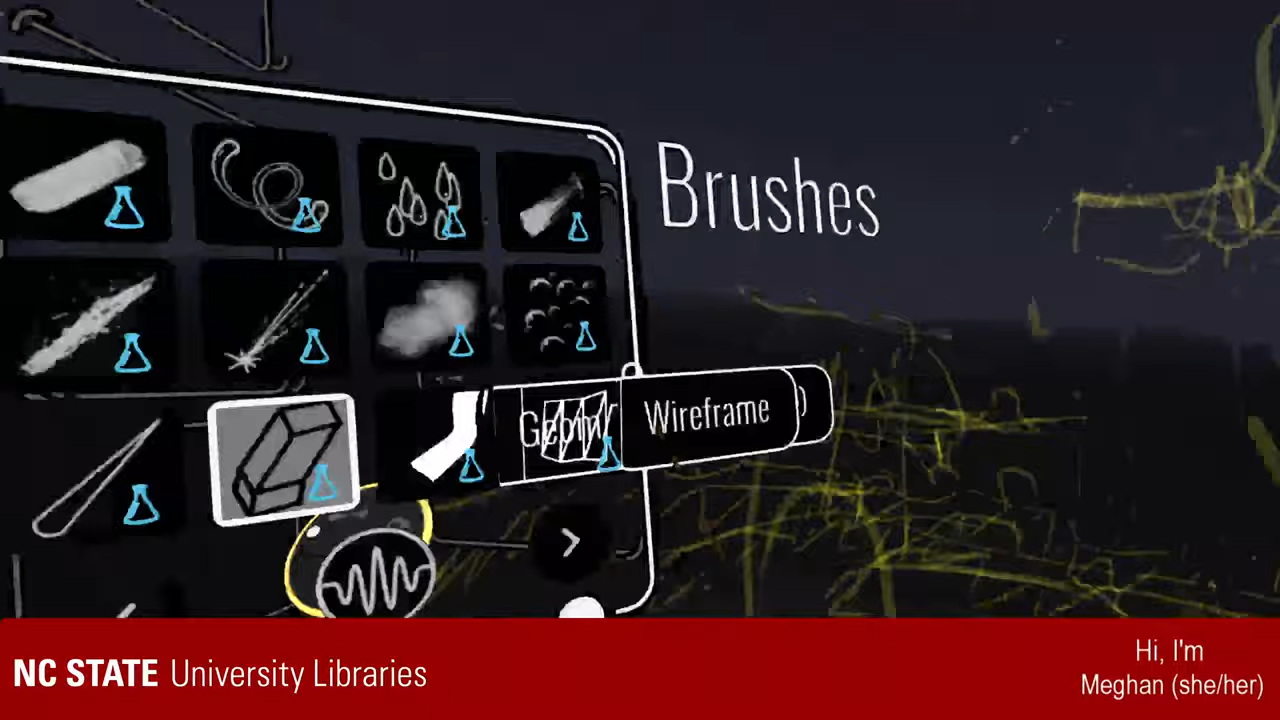 Brushes
Wireframe
NC STATE University Libraries
Hi, I'm
Meghan (she/her)